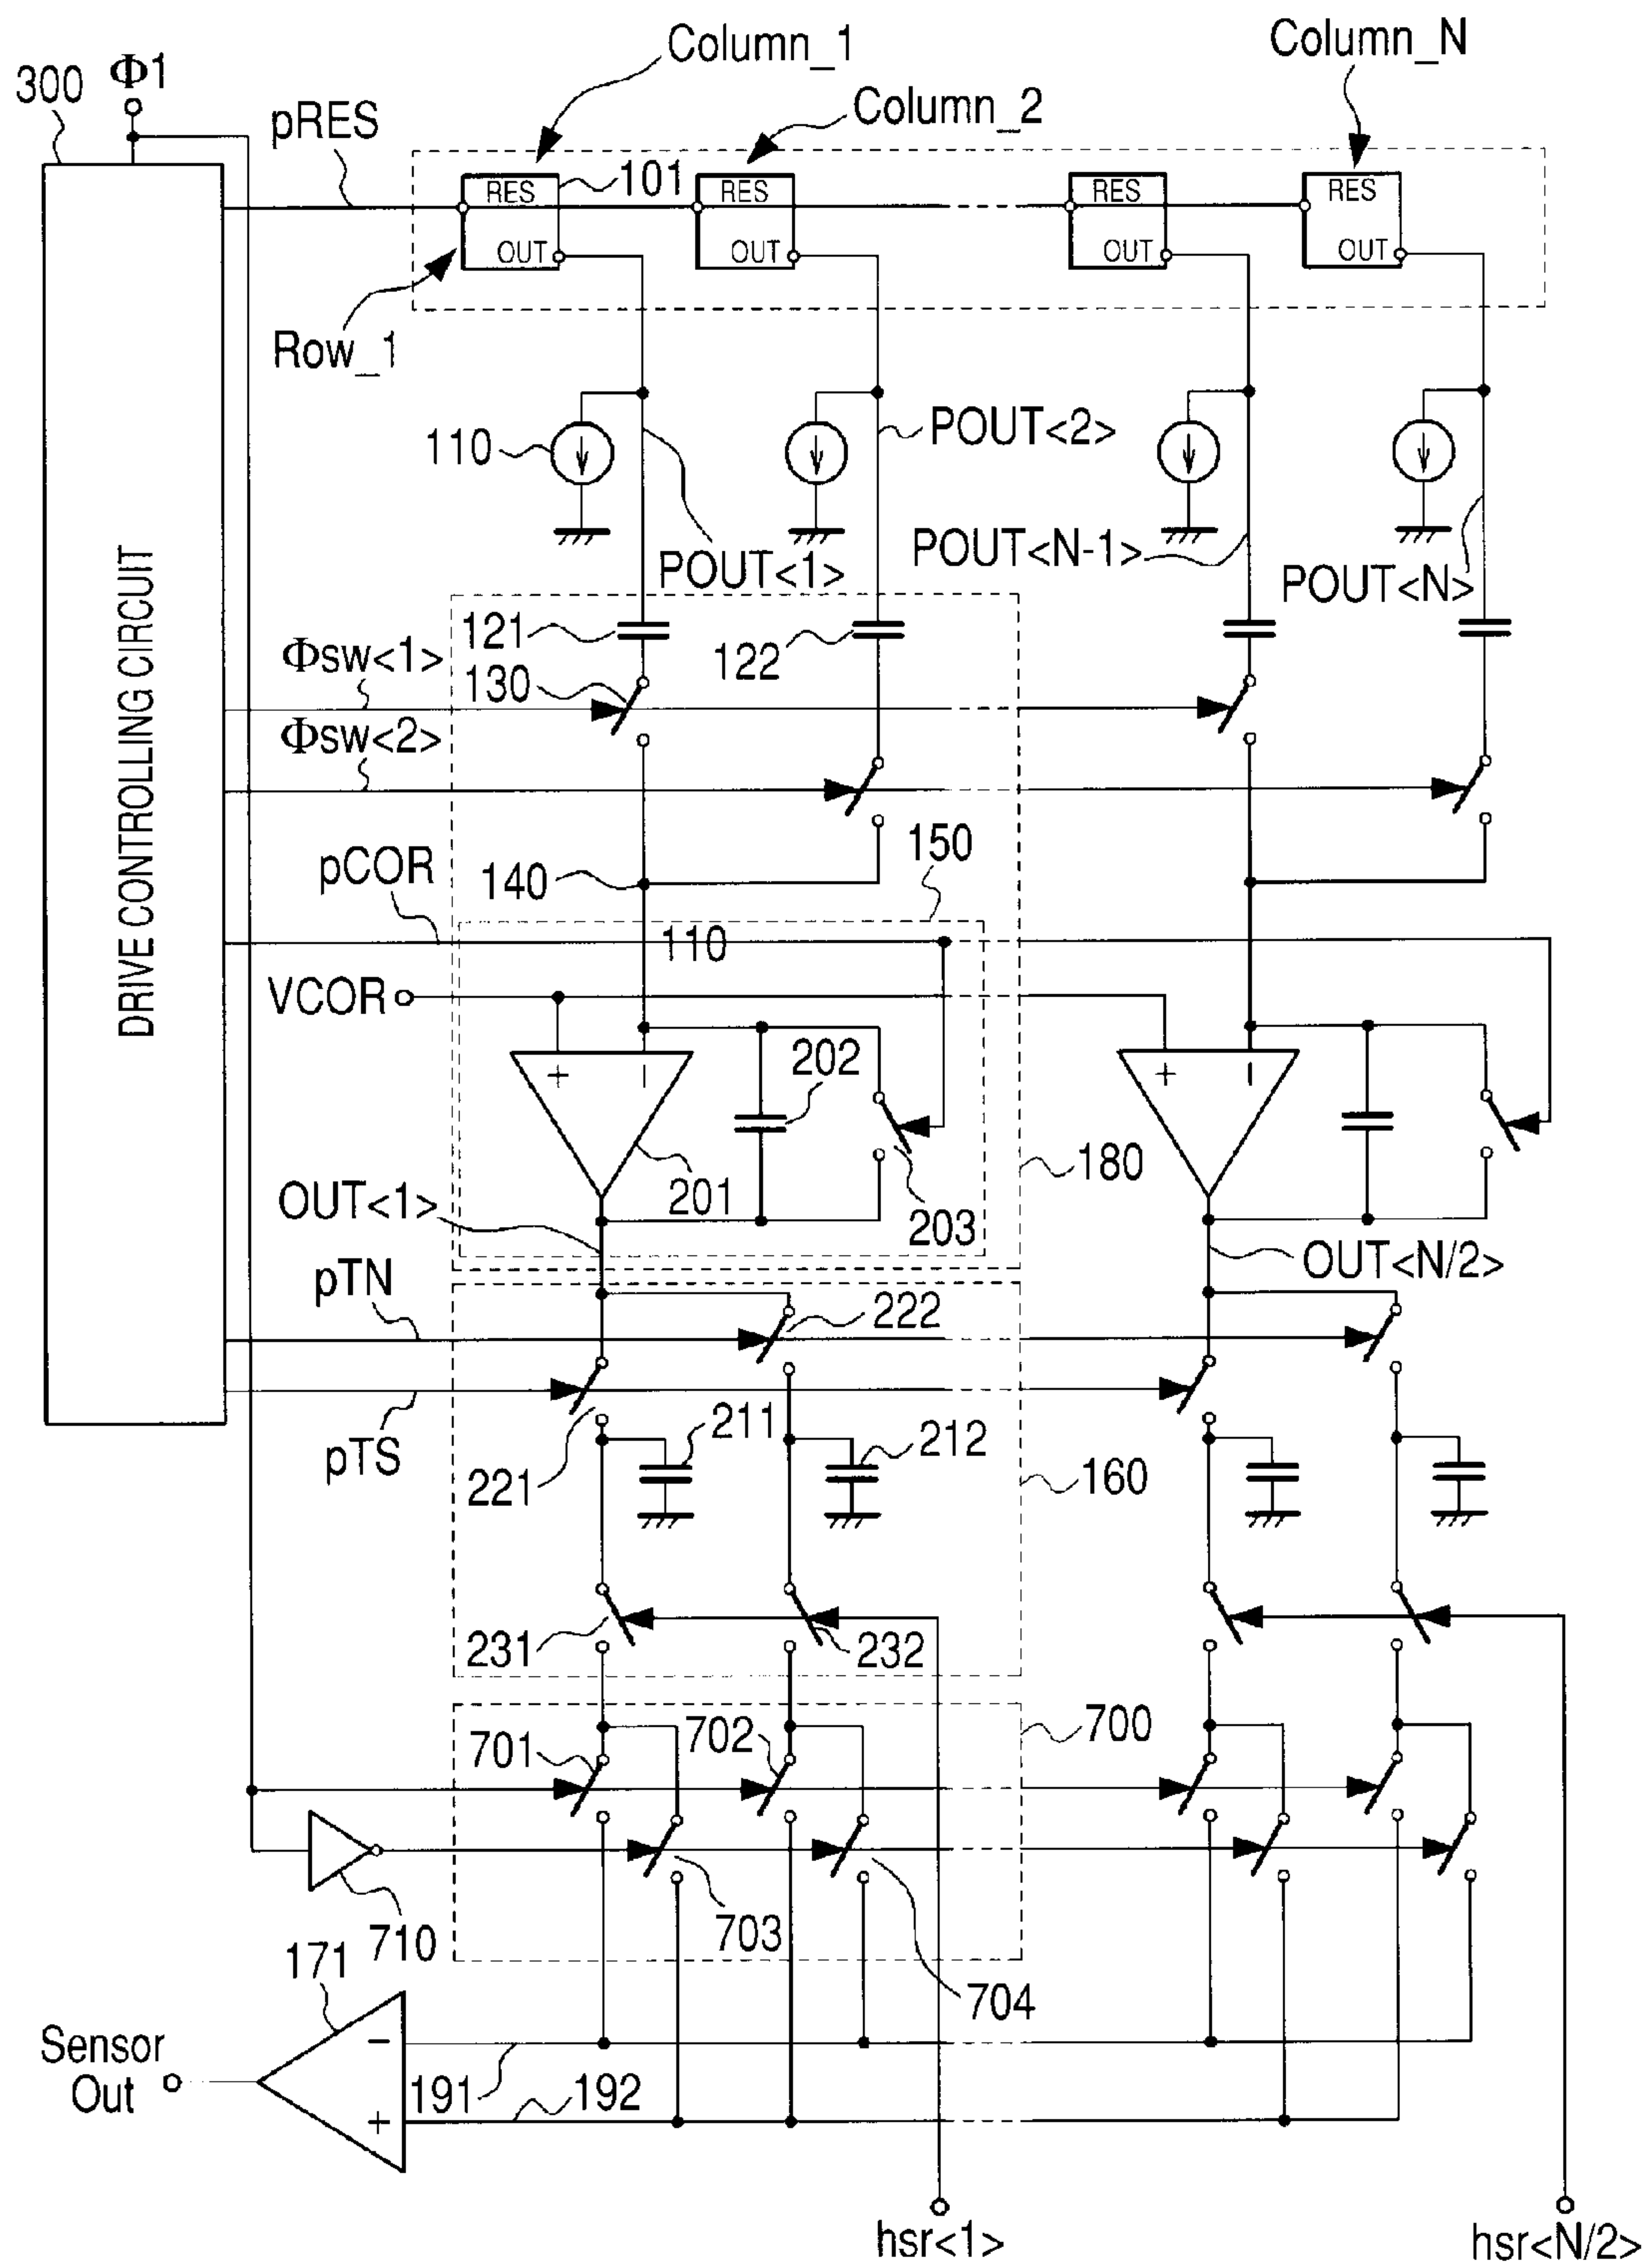 Column_1
Column_N
300
Φ1
Column_2
pRES
RES
101
RES
RES
RES
OUT
OUT
OUT
OUT
Row_1
110
POUT<2>
POUT<1>
POUT<N-1>
POUT<N>
DRIVE CONTROLLING CIRCUIT
121
122
Φsw<1>
130
Φsw<2>
150
pCOR
140
110
VCOR
+
−
202
+
−
201
180
OUT<1>
203
pTN
222
OUT<N/2>
211
212
pTS
221
160
231
232
701
702
700
710
703
171
704
Sensor
Out
−
191
192
+
hsr<1>
hsr<N/2>